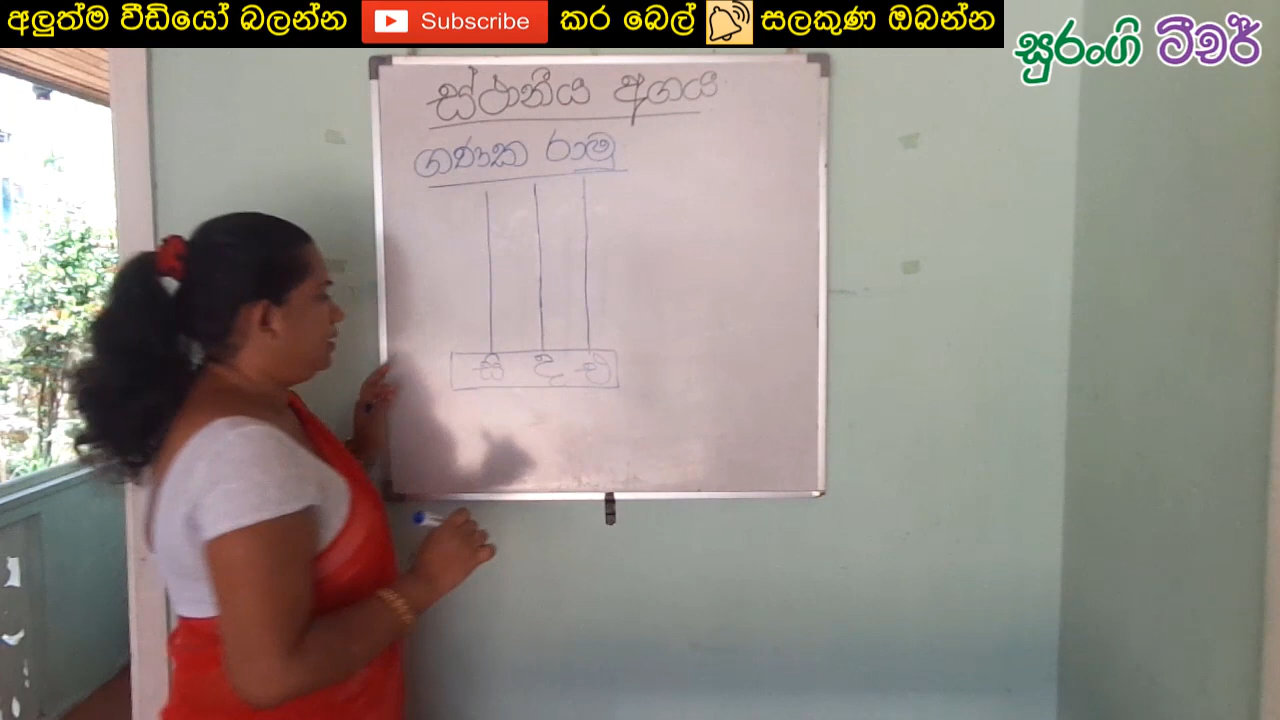 අලුත්ම වීඩියෝ බලන්න Subscribe කර බෙල් සලකුණ ඔබන්න
සුරංගි ටීචර්
ස්ථානීය අගය
ගණක රාමු
සි ද එ